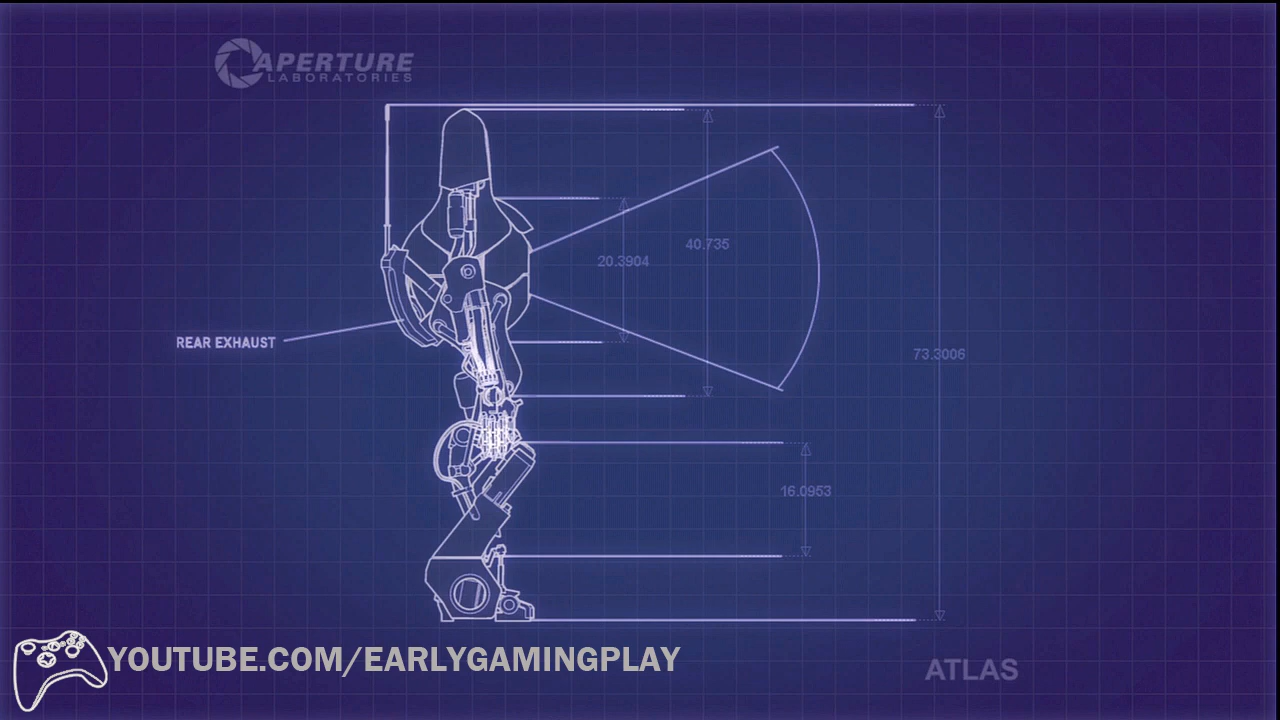 APERTURE
LABORATORIES
40.735
20.3904
REAR EXHAUST
73.3006
16.0953
YOUTUBE.COM/EARLYGAMINGPLAY
ATLAS